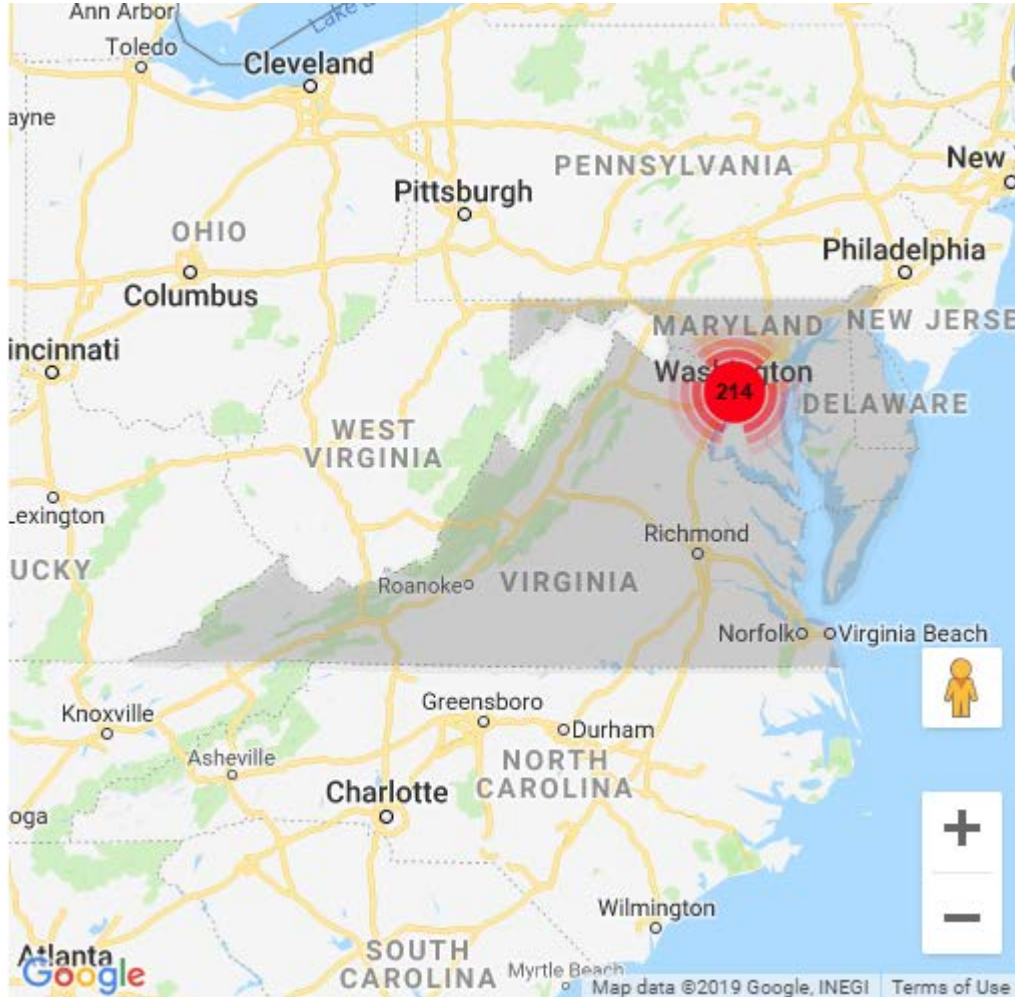 Ann Arbor
Lake
Toledo
Cleveland
ayne
PENNSYLVANIA
New
Pittsburgh
OHIO
Philadelphia
Columbus
MARYLAND
NEW JERSE
incinnati
Washington
214
DELAWARE
WEST
VIRGINIA
Lexington
Richmond
UCKY
Roanoke
VIRGINIA
Norfolk
Virginia Beach
Knoxville
Greensboro
Durham
Asheville
NORTH
CAROLINA
Charlotte
oga
+
−
Wilmington
Atlanta
Google
SOUTH
CAROLINA
Myrtle Beach
Map data ©2019 Google, INEGI
Terms of Use